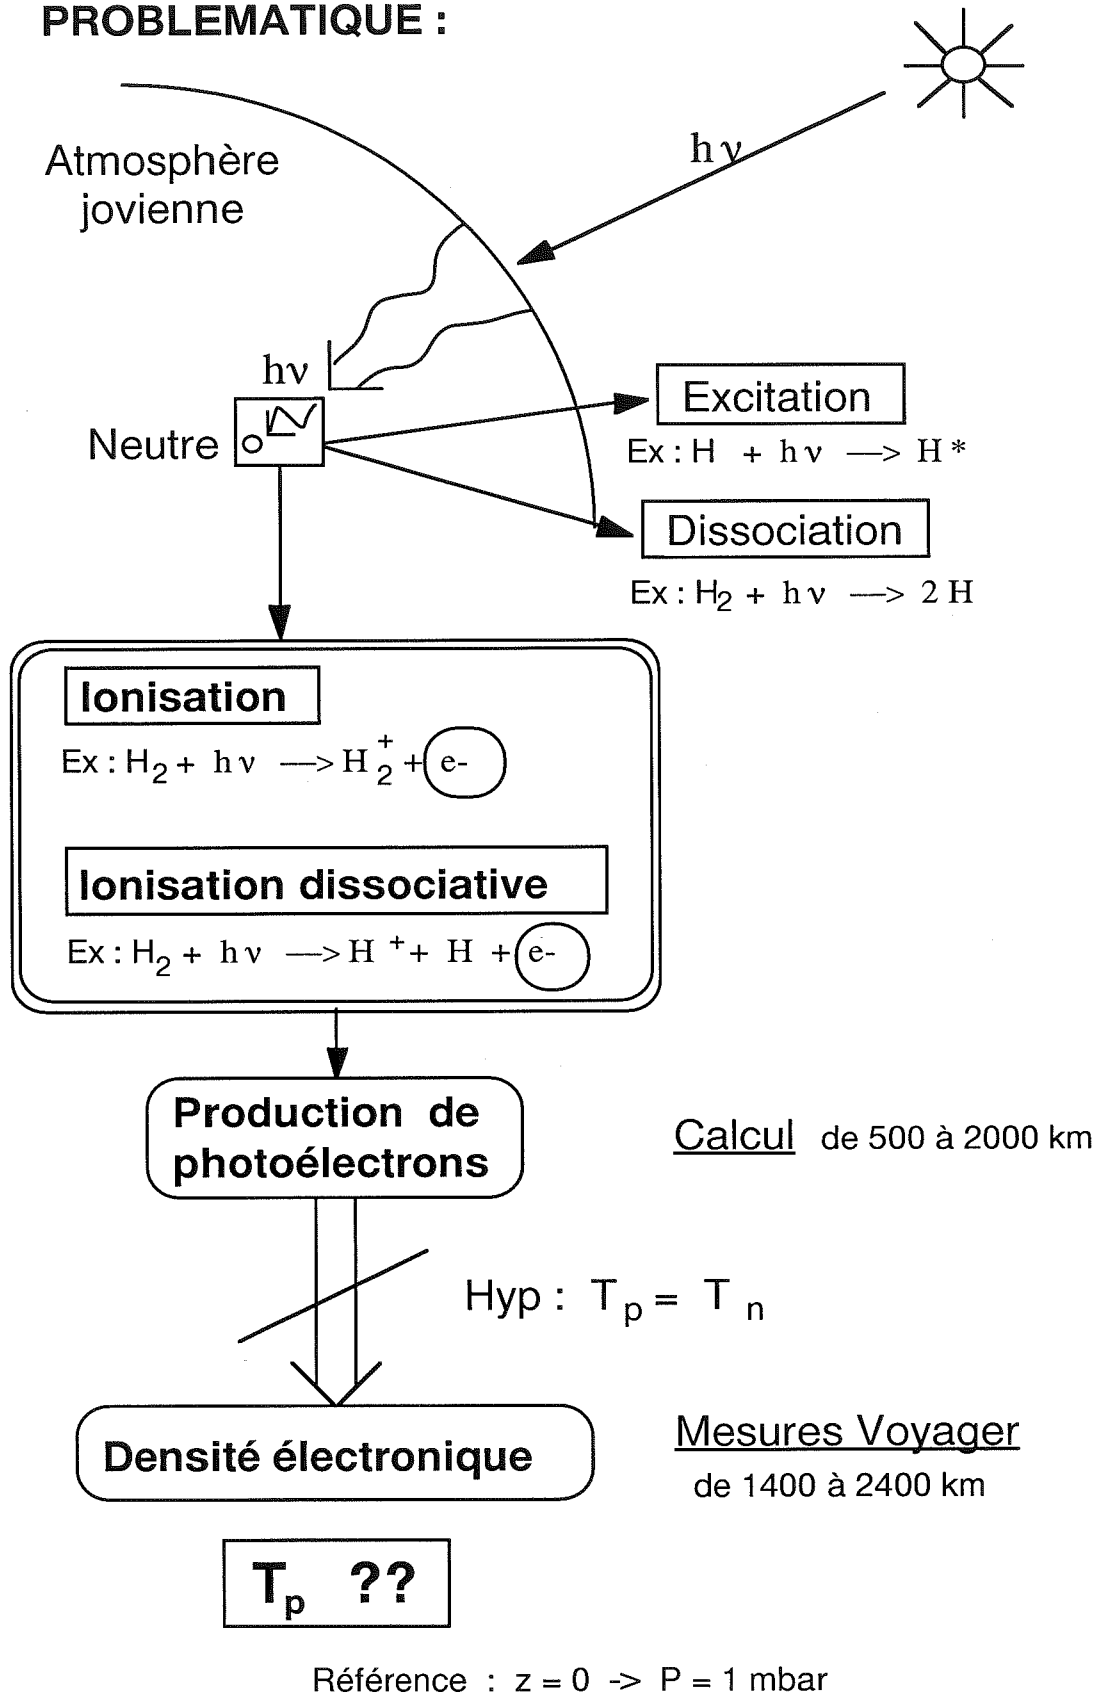 PROBLEMATIQUE :
hν
Atmosphère
jovienne
hν
Neutre
Excitation
Ex : H + hν —> H *
Dissociation
Ex : H₂ + hν —> 2 H
Ionisation
Ex : H₂ + hν —> H₂⁺ + e-
Ionisation dissociative
Ex : H₂ + hν —> H ⁺ + H + e-
Production de
photoélectrons
Calcul de 500 à 2000 km
Hyp : Tₚ = Tₙ
Densité électronique
Mesures Voyager
de 1400 à 2400 km
Tₚ ??
Référence : z = 0 -> P = 1 mbar